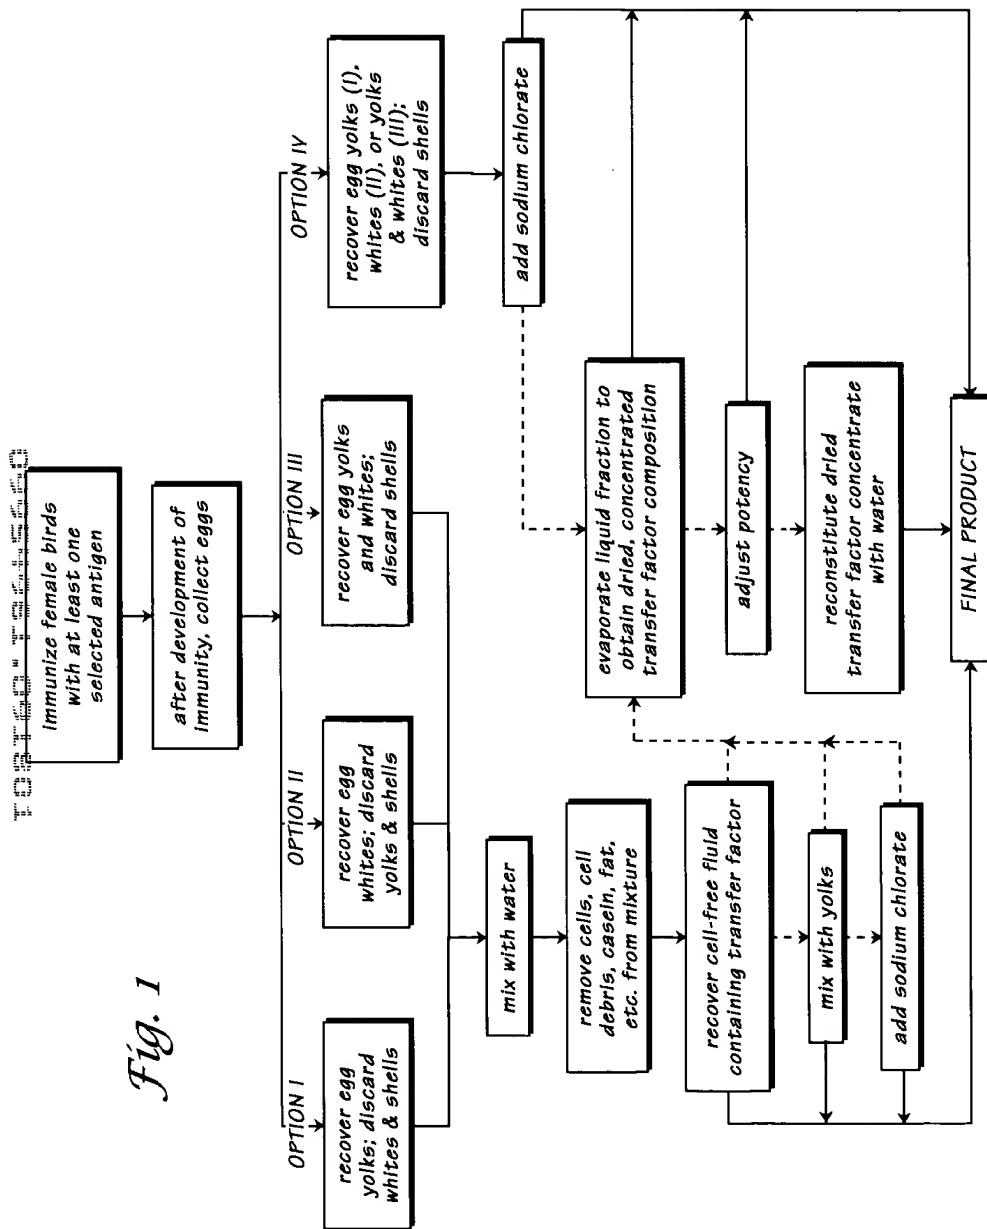 Fig. 1
immunize female birds
with at least one
selected antigen
after development of
immunity, collect eggs
OPTION I
recover egg
yolks; discard
whites & shells
OPTION II
recover egg
whites; discard
yolks & shells
OPTION III
recover egg yolks
and whites;
discard shells
OPTION IV
recover egg yolks (I),
whites (II), or yolks
& whites (III);
discard shells
mix with water
remove cells, cell
debris, casein, fat,
etc. from mixture
recover cell-free fluid
containing transfer factor
mix with yolks
add sodium chlorate
add sodium chlorate
evaporate liquid fraction to
obtain dried, concentrated
transfer factor composition
adjust potency
reconstitute dried
transfer factor concentrate
with water
FINAL PRODUCT